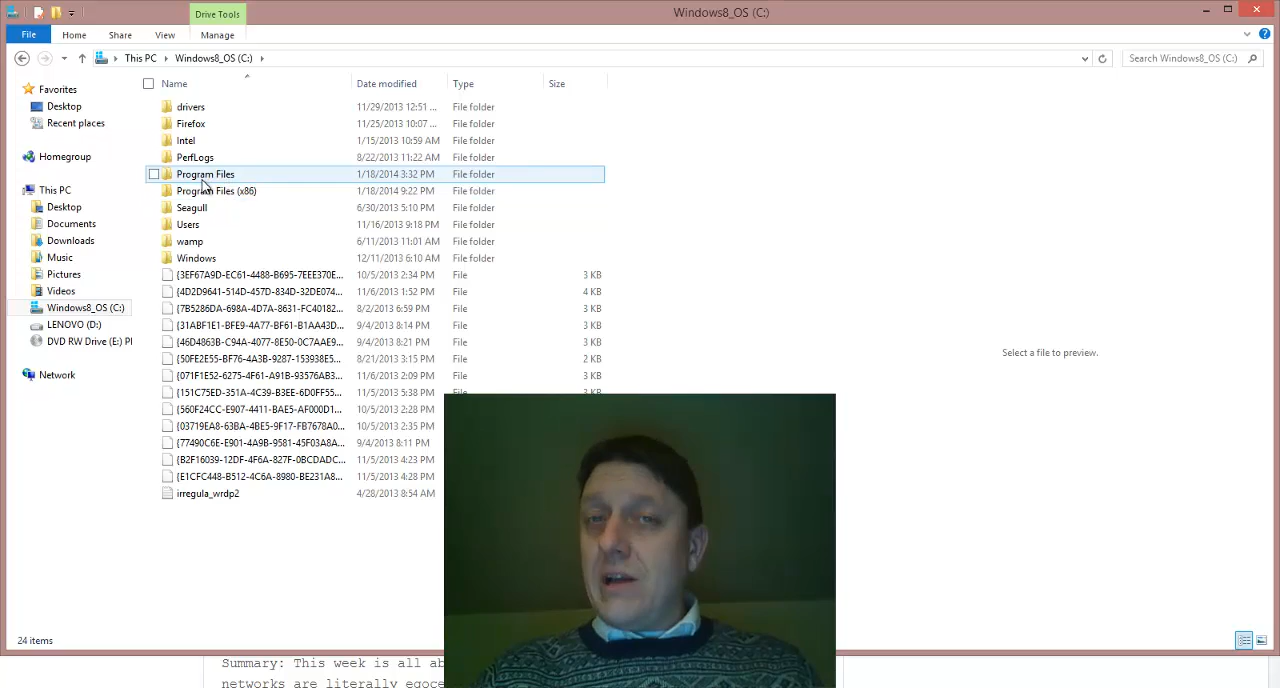 Drive Tools
Windows8_OS (C:)
File Home Share View Manage
This PC Windows8_OS (C:)
Search Windows8_OS (C:)
Name Date modified Type Size
Favorites
Desktop
Recent places
Homegroup
This PC
Desktop
Documents
Downloads
Music
Pictures
Videos
Windows8_OS (C:)
LENOVO (D:)
DVD RW Drive (E:) Pl
Network
drivers 11/29/2013 12:51 ... File folder
Firefox 11/25/2013 10:07 ... File folder
Intel 1/15/2013 10:59 AM File folder
PerfLogs 8/22/2013 11:22 AM File folder
Program Files 1/18/2014 3:32 PM File folder
Program Files (x86) 1/18/2014 9:22 PM File folder
Seagull 6/30/2013 5:10 PM File folder
Users 11/16/2013 9:18 PM File folder
wamp 6/11/2013 11:01 AM File folder
Windows 12/11/2013 6:10 AM File folder
{3EF67A9D-EC61-4488-B695-7EEE370E... 10/5/2013 2:34 PM File 3 KB
{4D2D9641-514D-457D-834D-32DE074... 11/6/2013 1:52 PM File 4 KB
{7B5286DA-698A-4D7A-8631-FC40182... 8/2/2013 6:59 PM File 3 KB
{31ABF1E1-BFE9-4A77-BF61-B1AA43D... 9/4/2013 8:14 PM File 3 KB
{46D4863B-C94A-4077-8E50-0C7AAE9... 9/4/2013 8:21 PM File 3 KB
{50FE2E55-BF76-4A3B-9287-153938E5... 8/21/2013 3:15 PM File 2 KB
{071F1E52-6275-4F61-A91B-93576AB3... 11/6/2013 2:09 PM File 3 KB
{151C75ED-351A-4C39-B3EE-6D0FF55... 11/5/2013 5:38 PM File 3 KB
{560F24CC-E907-4411-BAE5-AF000D1... 10/5/2013 2:28 PM
{03719EA8-63BA-4BE5-9F17-FB7678A0... 10/5/2013 2:35 PM
{77490C6E-E901-4A9B-9581-45F03A8A... 9/4/2013 8:11 PM
{B2F16039-12DF-4F6A-827F-0BCDADC... 11/5/2013 4:23 PM
{E1CFC448-B512-4C6A-8980-BE231A8... 11/5/2013 4:28 PM
irregula_wrdp2 4/28/2013 8:54 AM
Select a file to preview.
24 items
Summary: This week is all ab
networks are literally egoce